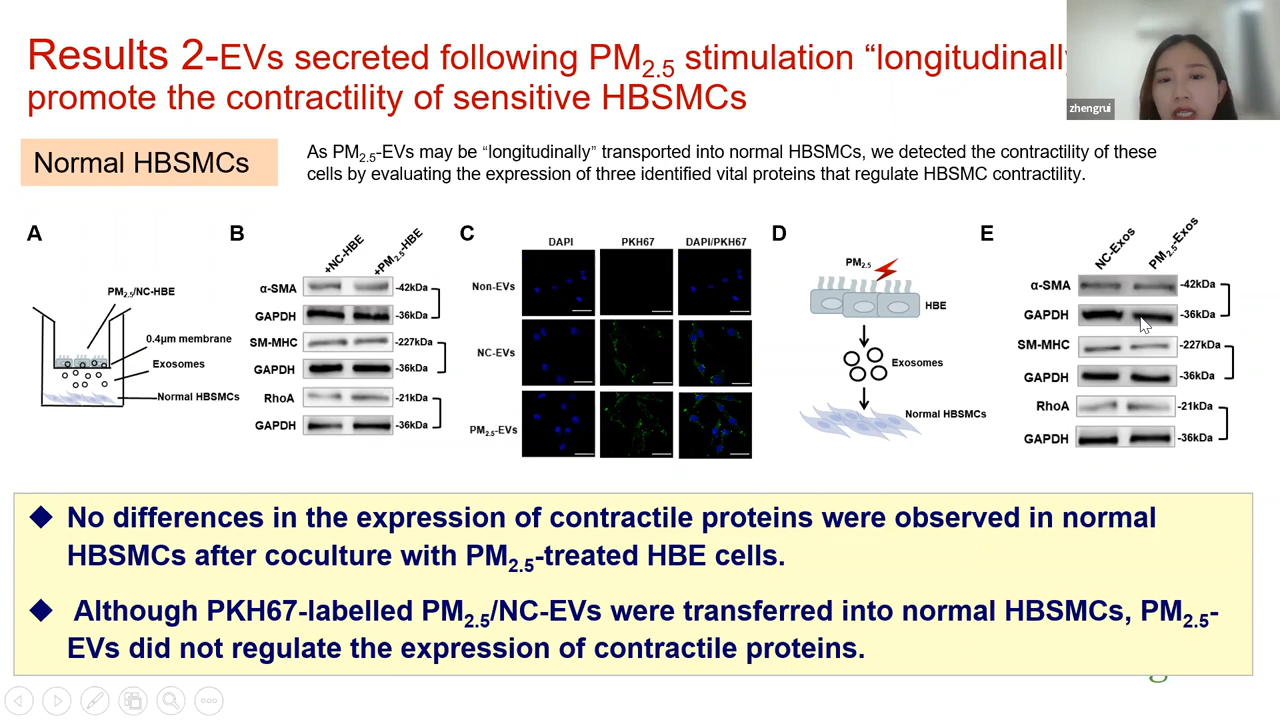 Results 2-EVs secreted following PM2.5 stimulation “longitudinally
promote the contractility of sensitive HBSMCs
zhengrui
Normal HBSMCs
As PM2.5-EVs may be “longitudinally” transported into normal HBSMCs, we detected the contractility of these
cells by evaluating the expression of three identified vital proteins that regulate HBSMC contractility.
A
PM2.5/NC-HBE
0.4μm membrane
Exosomes
Normal HBSMCs
B
+NC-HBE
+PM2.5-HBE
α-SMA -42kDa
GAPDH -36kDa
SM-MHC -227kDa
GAPDH -36kDa
RhoA -21kDa
GAPDH -36kDa
C
DAPI PKH67 DAPI/PKH67
Non-EVs
NC-EVs
PM2.5-EVs
D
PM2.5
HBE
Exosomes
Normal HBSMCs
E
NC-Exos
PM2.5-Exos
α-SMA -42kDa
GAPDH -36kDa
SM-MHC -227kDa
GAPDH -36kDa
RhoA -21kDa
GAPDH -36kDa
No differences in the expression of contractile proteins were observed in normal
HBSMCs after coculture with PM2.5-treated HBE cells.
Although PKH67-labelled PM2.5/NC-EVs were transferred into normal HBSMCs, PM2.5-
EVs did not regulate the expression of contractile proteins.